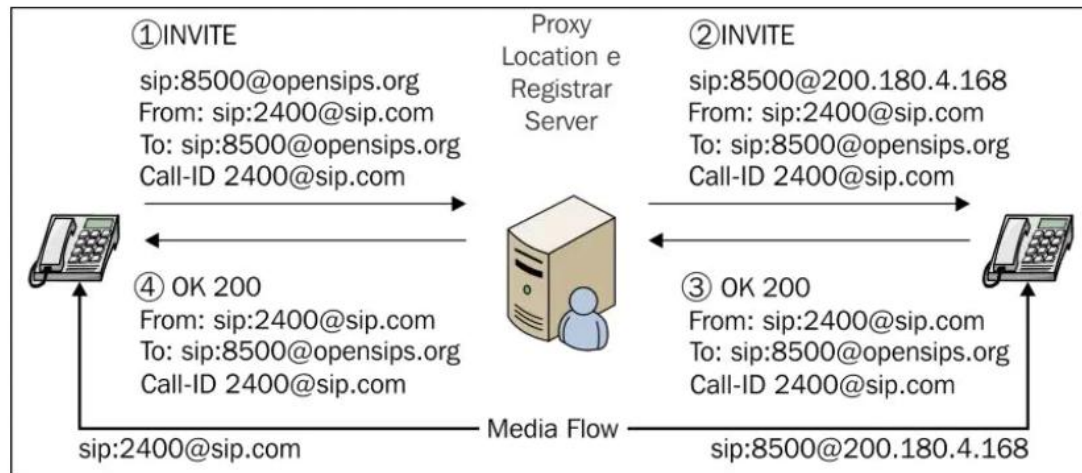 ①INVITE
sip:8500@opensips.org
From: sip:2400@sip.com
To: sip:8500@opensips.org
Call-ID 2400@sip.com
Proxy
Location e
Registrar
Server
②INVITE
sip:8500@200.180.4.168
From: sip:2400@sip.com
To: sip:8500@opensips.org
Call-ID 2400@sip.com
④ OK 200
From: sip:2400@sip.com
To: sip:8500@opensips.org
Call-ID 2400@sip.com
③ OK 200
From: sip:2400@sip.com
To: sip:8500@opensips.org
Call-ID 2400@sip.com
Media Flow
sip:2400@sip.com
sip:8500@200.180.4.168